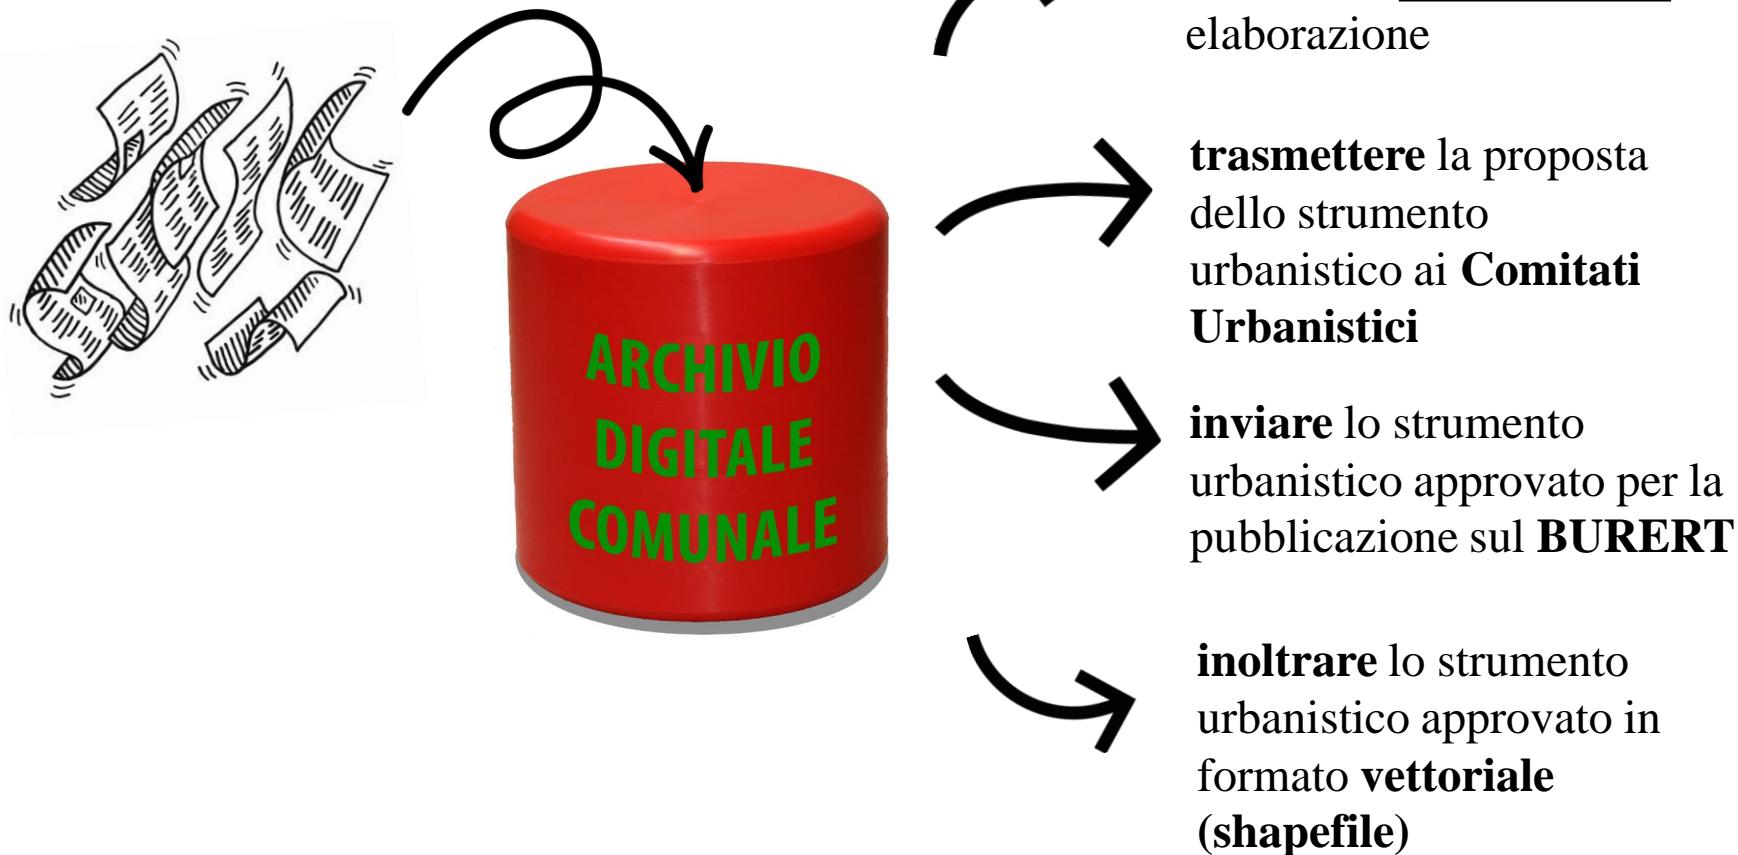 elaborazione
trasmettere la proposta
dello strumento
urbanistico ai Comitati
Urbanistici
ARCHIVIO
DIGITALE
COMUNALE
inviare lo strumento
urbanistico approvato per la
pubblicazione sul BURERT
inoltrare lo strumento
urbanistico approvato in
formato vettoriale
(shapefile)